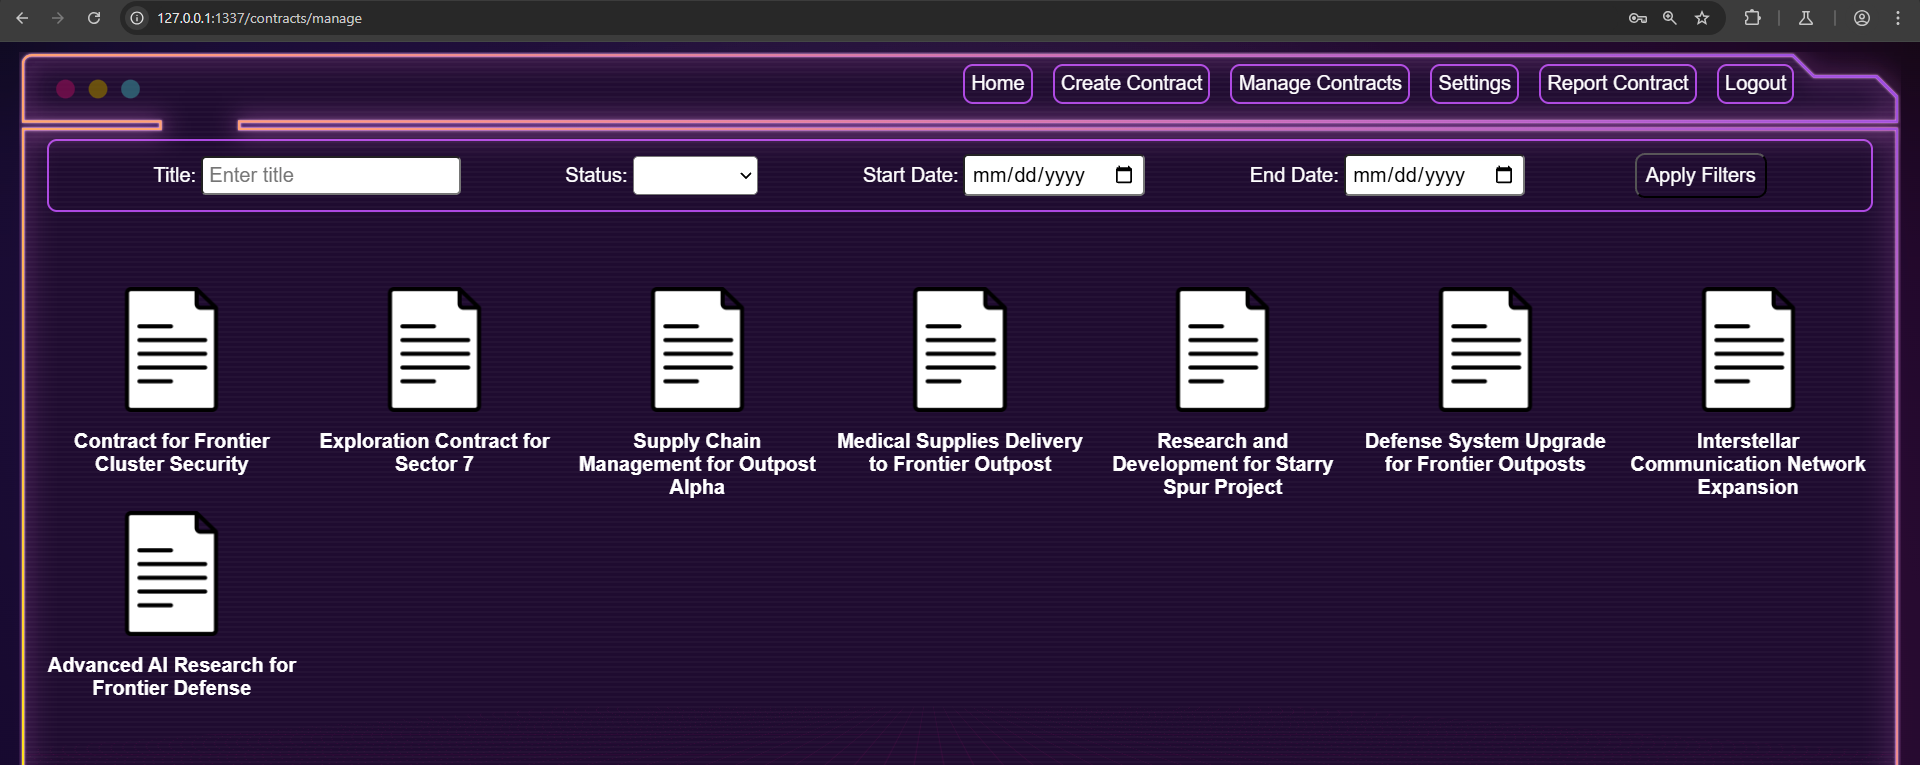 127.0.0.1:1337/contracts/manage
Home Create Contract Manage Contracts Settings Report Contract Logout
Title: Enter title Status: Start Date: mm/dd/yyyy End Date: mm/dd/yyyy Apply Filters
Contract for Frontier
Cluster Security
Exploration Contract for
Sector 7
Supply Chain
Management for Outpost
Alpha
Medical Supplies Delivery
to Frontier Outpost
Research and
Development for Starry
Spur Project
Defense System Upgrade
for Frontier Outposts
Interstellar
Communication Network
Expansion
Advanced AI Research for
Frontier Defense